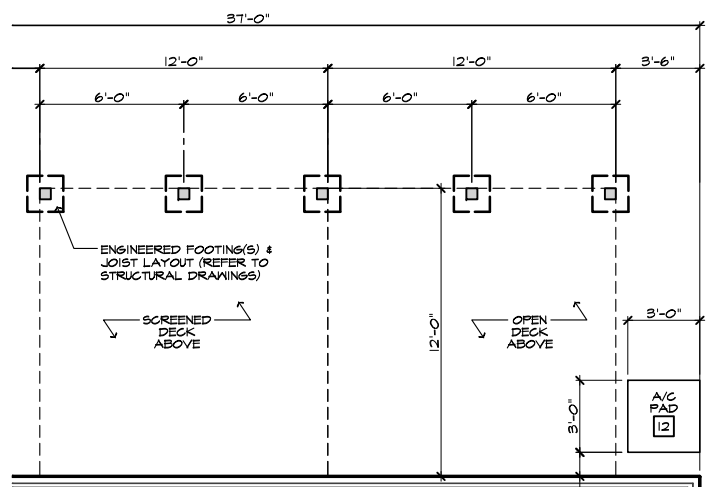 37'-0"
12'-0" 12'-0" 3'-6"
6'-0" 6'-0" 6'-0" 6'-0"
ENGINEERED FOOTING(S) &
JOIST LAYOUT (REFER TO
STRUCTURAL DRAWINGS)
SCREENED
DECK
ABOVE
12'-0"
OPEN
DECK
ABOVE
3'-0"
3'-0"
A/C
PAD
12